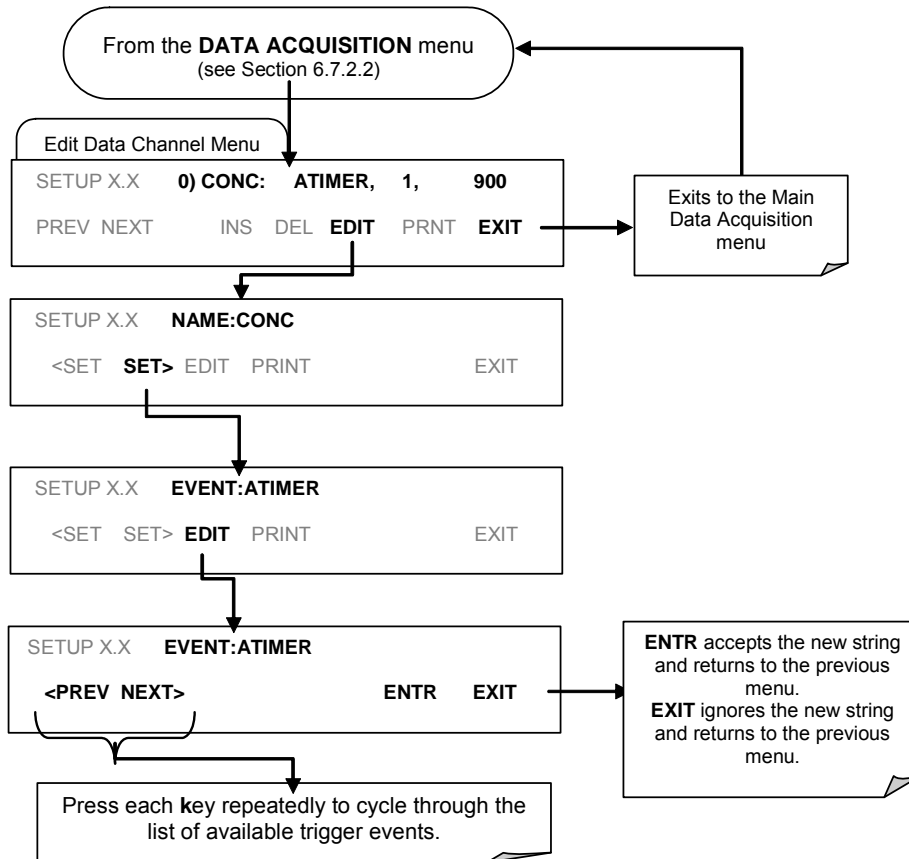 From the DATA ACQUISITION menu
(see Section 6.7.2.2)
Edit Data Channel Menu
SETUP X.X 0) CONC: ATIMER, 1, 900
PREV NEXT INS DEL EDIT PRNT EXIT
Exits to the Main
Data Acquisition
menu
SETUP X.X NAME:CONC
<SET SET> EDIT PRINT EXIT
SETUP X.X EVENT:ATIMER
<SET SET> EDIT PRINT EXIT
SETUP X.X EVENT:ATIMER
<PREV NEXT> ENTR EXIT
ENTR accepts the new string
and returns to the previous
menu.
EXIT ignores the new string
and returns to the previous
menu.
Press each key repeatedly to cycle through the
list of available trigger events.